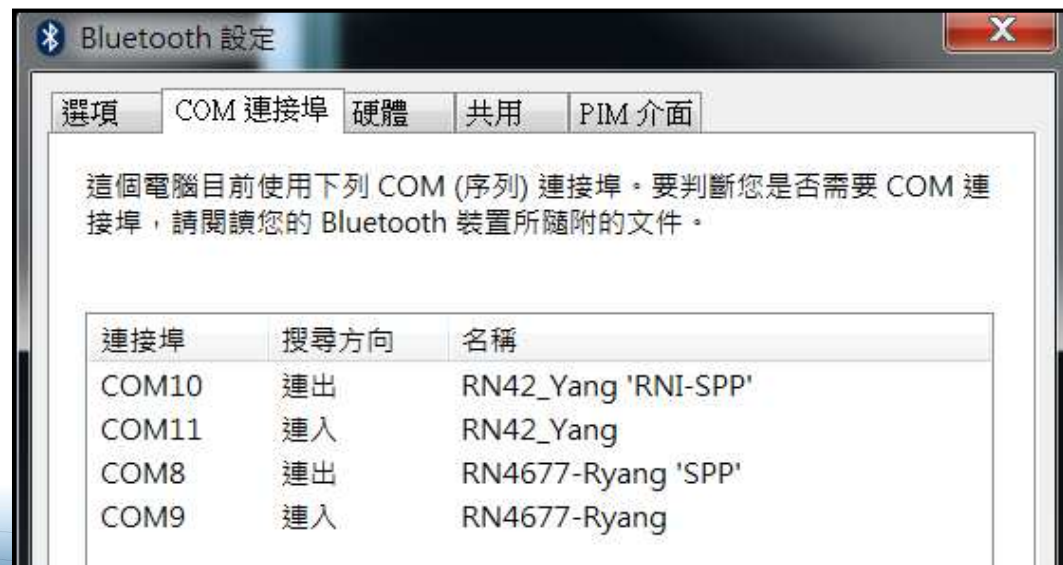 Bluetooth 設定
選項 COM 連接埠 硬體 共用 PIM 介面
這個電腦目前使用下列 COM (序列) 連接埠。要判斷您是否需要 COM 連
接埠，請閱讀您的 Bluetooth 裝置所隨附的文件。
連接埠 搜尋方向 名稱
COM10 連出 RN42_Yang 'RNI-SPP'
COM11 連入 RN42_Yang
COM8 連出 RN4677-Ryang 'SPP'
COM9 連入 RN4677-Ryang